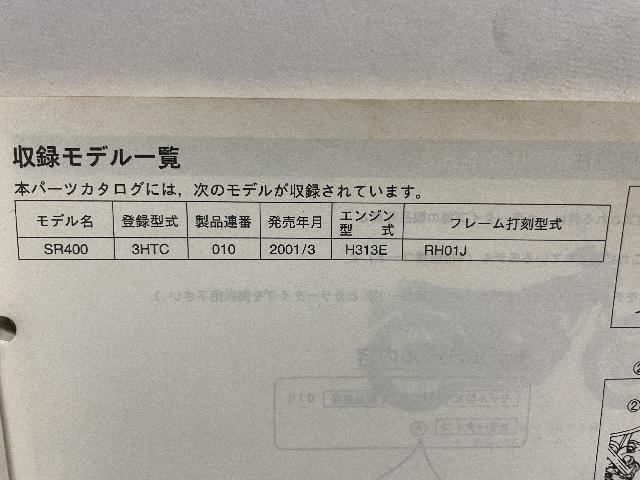 収録モデル一覧
本パーツカタログには，次のモデルが収録されています。
モデル名 登録型式 製品連番 発売年月 エンジン型式 フレーム打刻型式
SR400 3HTC 010 2001/3 H313E RH01J
②
②